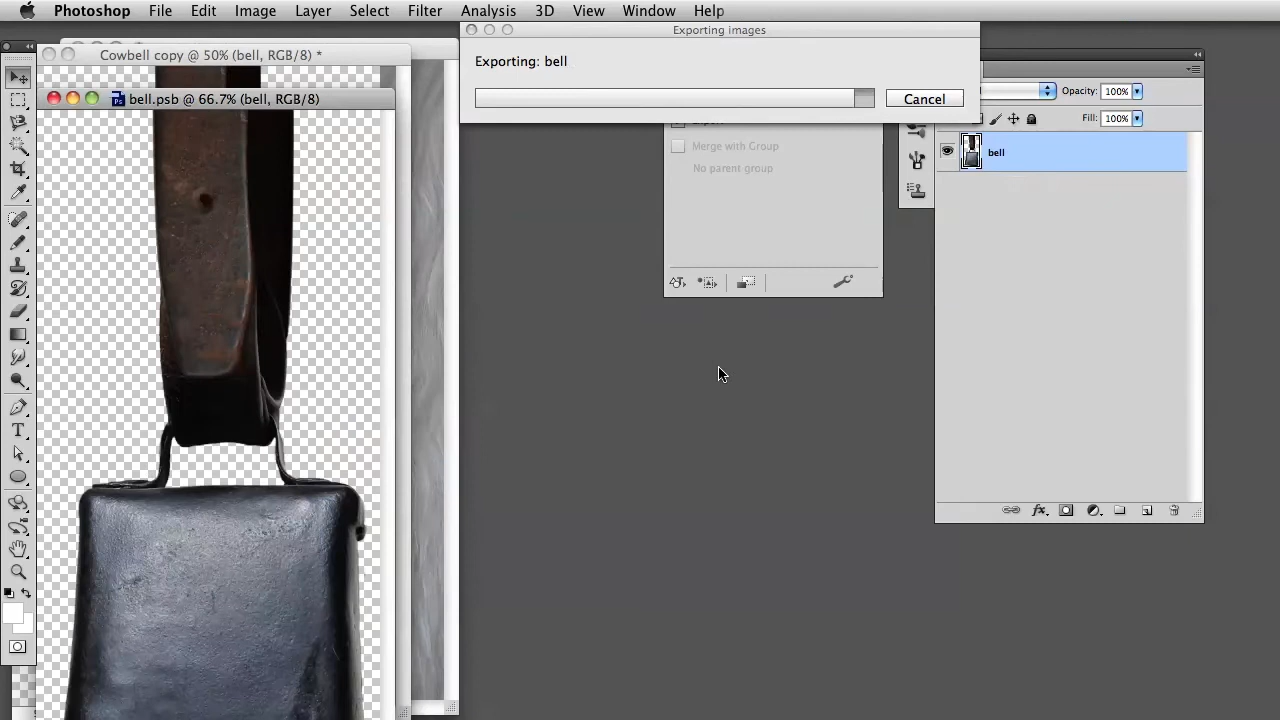 Photoshop File Edit Image Layer Select Filter Analysis 3D View Window Help
Exporting images
Cowbell copy @ 50% (bell, RGB/8) *
Exporting: bell
bell.psb @ 66.7% (bell, RGB/8)
Cancel
Opacity: 100%
Fill: 100%
Merge with Group
No parent group
bell